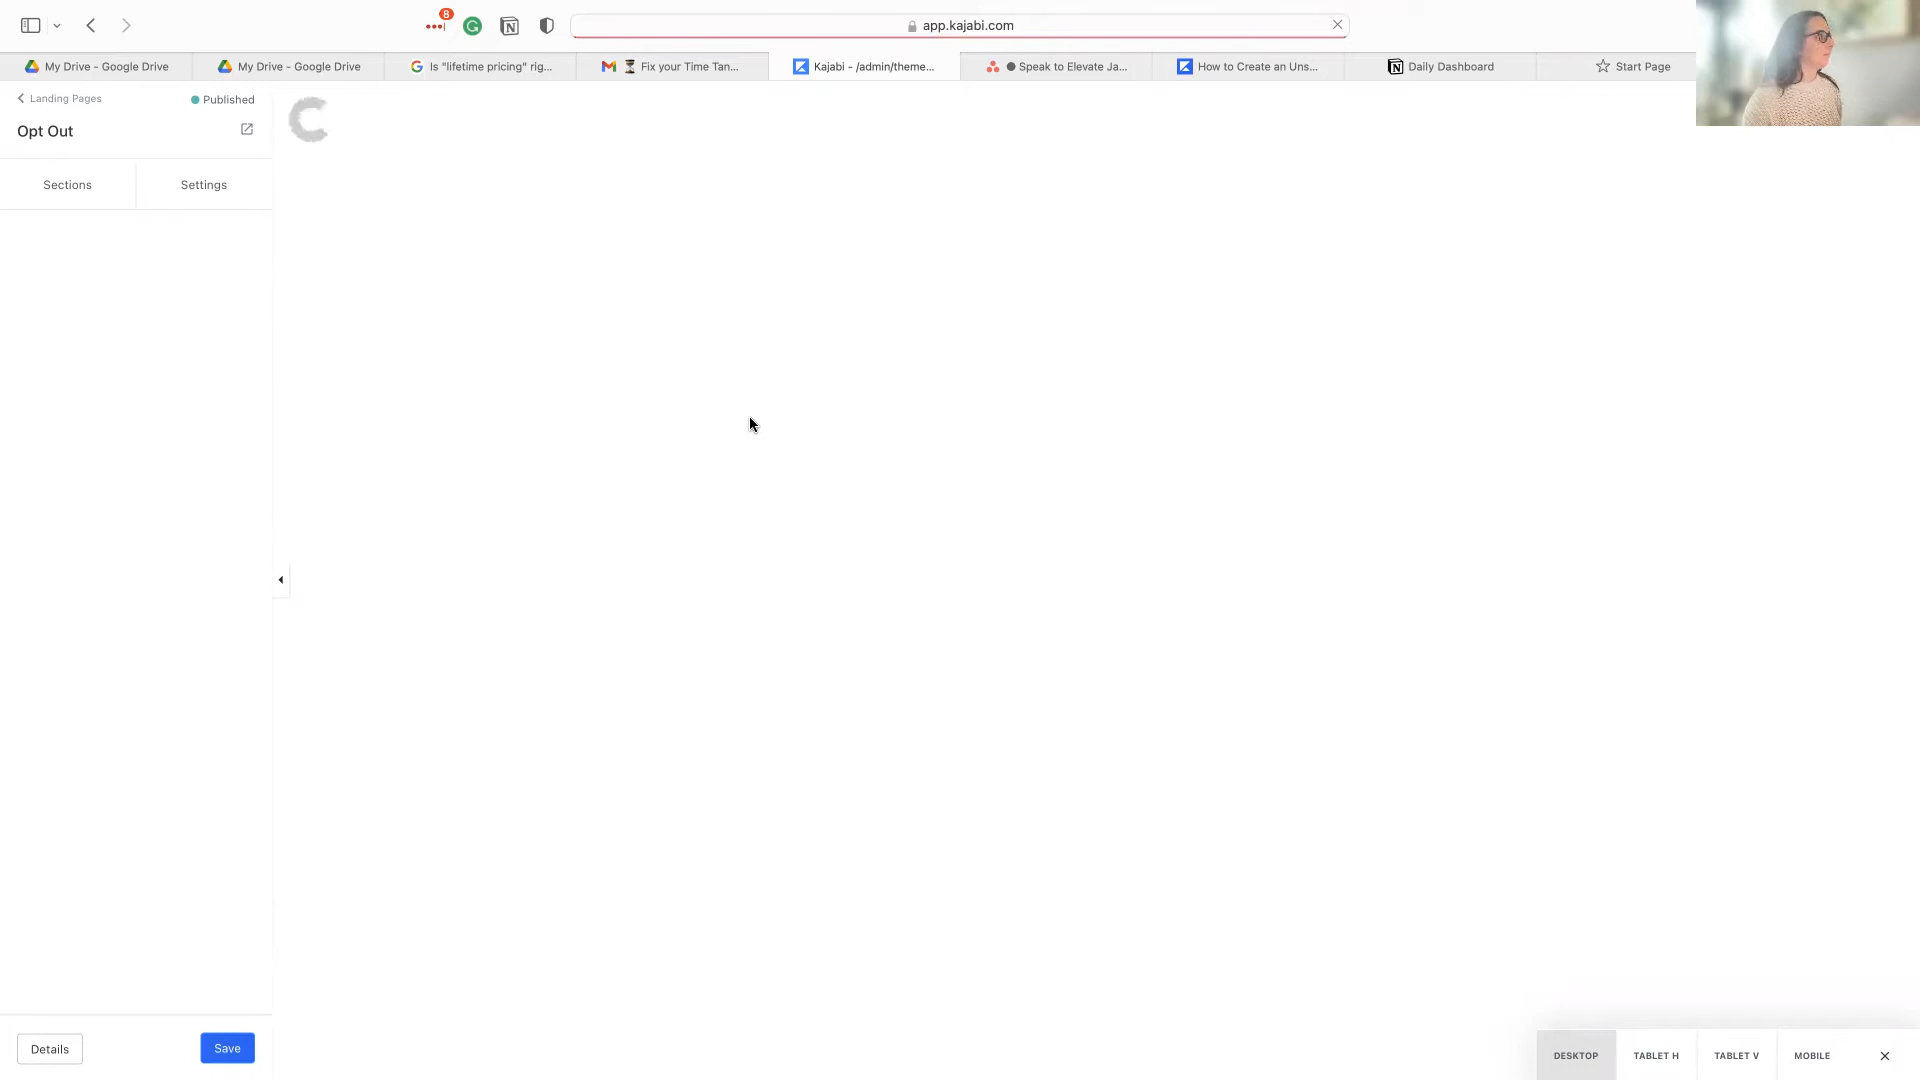 8
app.kajabi.com
My Drive – Google Drive
My Drive – Google Drive
Is "lifetime pricing" rig...
Fix your Time Tan...
Kajabi - /admin/theme...
Speak to Elevate Ja...
How to Create an Uns...
Daily Dashboard
Start Page
Landing Pages
Published
Opt Out
Sections
Settings
Details
Save
DESKTOP
TABLET H
TABLET V
MOBILE